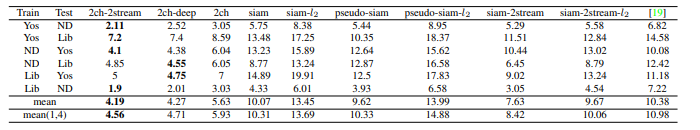 Train Test 2ch-2stream 2ch-deep 2ch siam siam-l2 pseudo-siam pseudo-siam-l2 siam-2stream siam-2stream-l2 [19]
Yos ND 2.11 2.52 3.05 5.75 8.38 5.44 8.95 5.29 5.58 6.82
Yos Lib 7.2 7.4 8.59 13.48 17.25 10.35 18.37 11.51 12.84 14.58
ND Yos 4.1 4.38 6.04 13.23 15.89 12.64 15.62 10.44 13.02 10.08
ND Lib 4.85 4.55 6.05 8.77 13.24 12.87 16.58 6.45 8.79 12.42
Lib Yos 5 4.75 7 14.89 19.91 12.5 17.83 9.02 13.24 11.18
Lib ND 1.9 2.01 3.03 4.33 6.01 3.93 6.58 3.05 4.54 7.22
mean 4.19 4.27 5.63 10.07 13.45 9.62 13.99 7.63 9.67 10.38
mean(1,4) 4.56 4.71 5.93 10.31 13.69 10.33 14.88 8.42 10.06 10.98